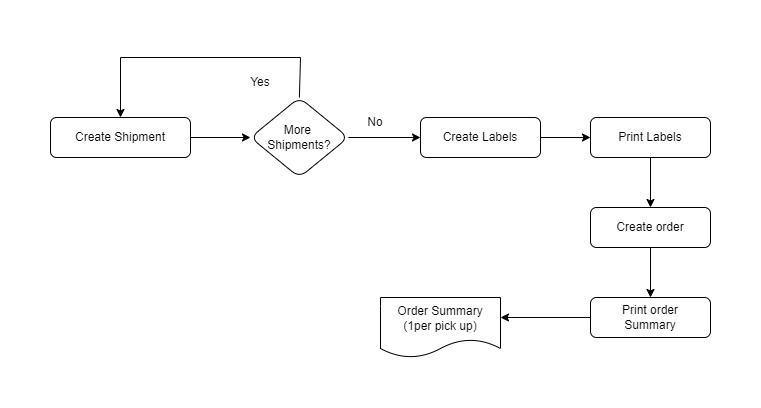 Yes
Create Shipment
More
Shipments?
No
Create Labels
Print Labels
Create order
Print order
Summary
Order Summary
(1per pick up)